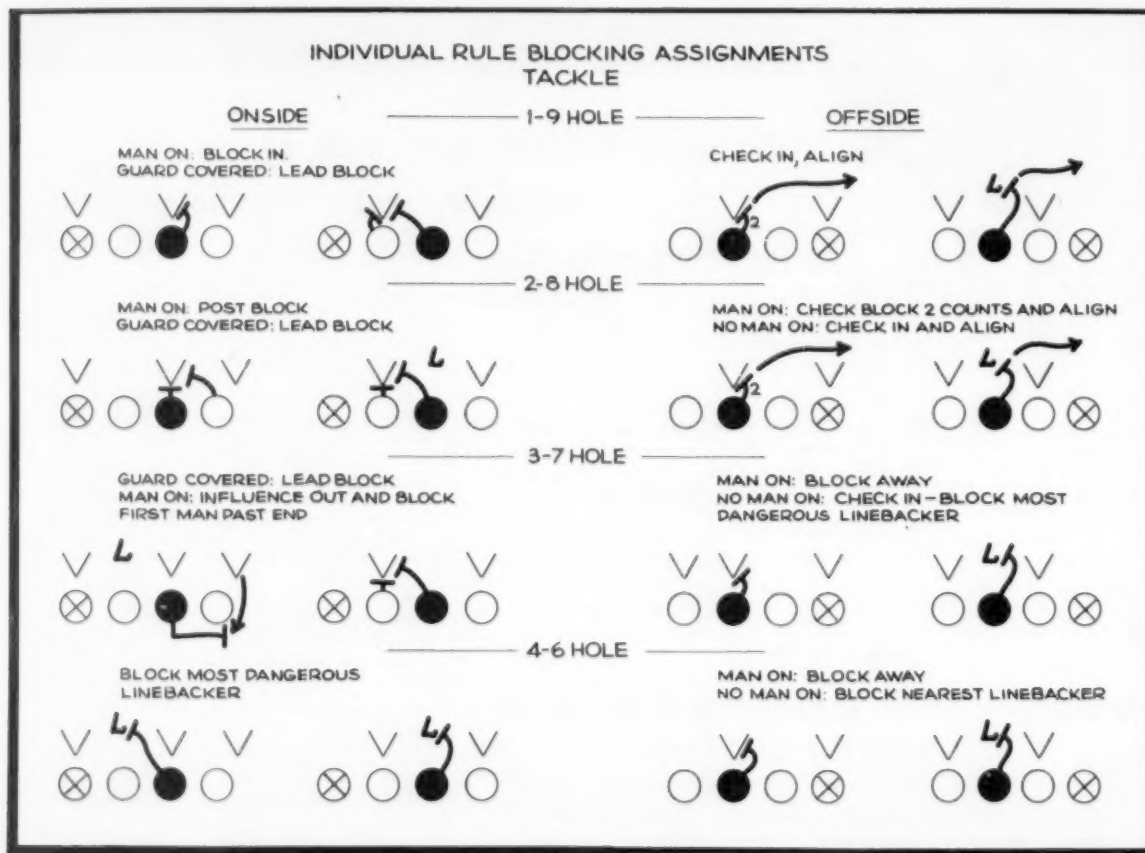 INDIVIDUAL RULE BLOCKING ASSIGNMENTS
TACKLE
ONSIDE
1-9 HOLE
OFFSIDE
MAN ON: BLOCK IN.
GUARD COVERED: LEAD BLOCK
CHECK IN, ALIGN
L
2
2-8 HOLE
MAN ON: POST BLOCK
GUARD COVERED: LEAD BLOCK
MAN ON: CHECK BLOCK 2 COUNTS AND ALIGN
NO MAN ON: CHECK IN AND ALIGN
L
L
2
3-7 HOLE
GUARD COVERED: LEAD BLOCK
MAN ON: INFLUENCE OUT AND BLOCK
FIRST MAN PAST END
MAN ON: BLOCK AWAY
NO MAN ON: CHECK IN-BLOCK MOST
DANGEROUS LINEBACKER
L
L
4-6 HOLE
BLOCK MOST DANGEROUS
LINEBACKER
MAN ON: BLOCK AWAY
NO MAN ON: BLOCK NEAREST LINEBACKER
L
L
L